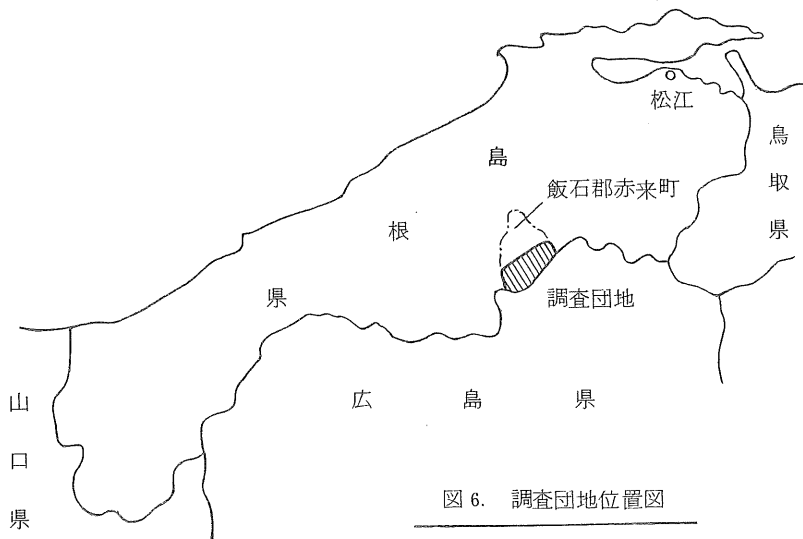 松江
鳥取県
島根県
飯石郡赤来町
調査団地
広島県
山口県
図 6. 調査団地位置図